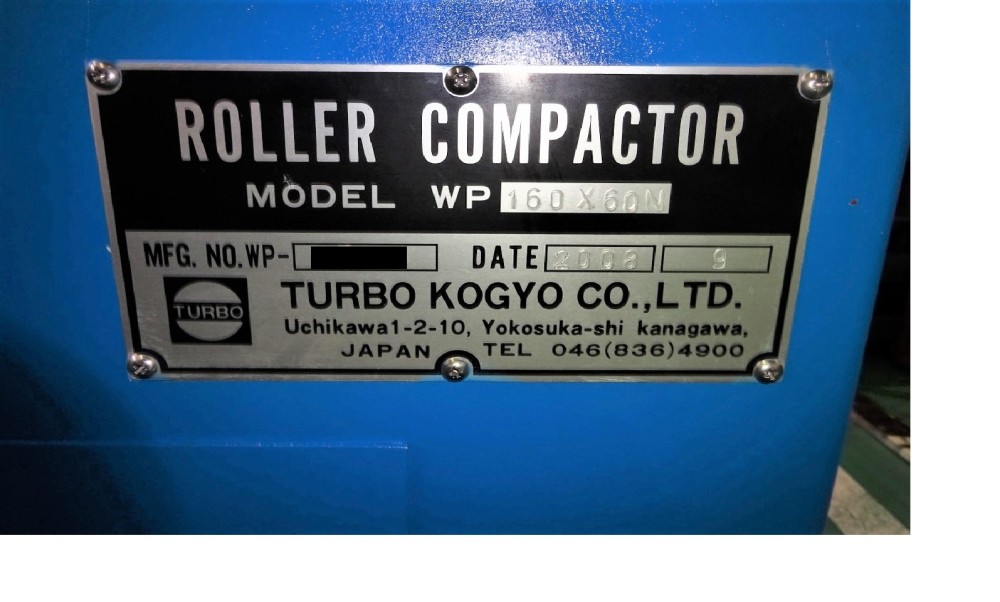 ROLLER COMPACTOR
MODEL WP 160X60N
MFG. NO. WP- DATE 2008 9
TURBO
TURBO KOGYO CO.,LTD.
Uchikawa1-2-10, Yokosuka-shi kanagawa,
JAPAN TEL 046(836)4900